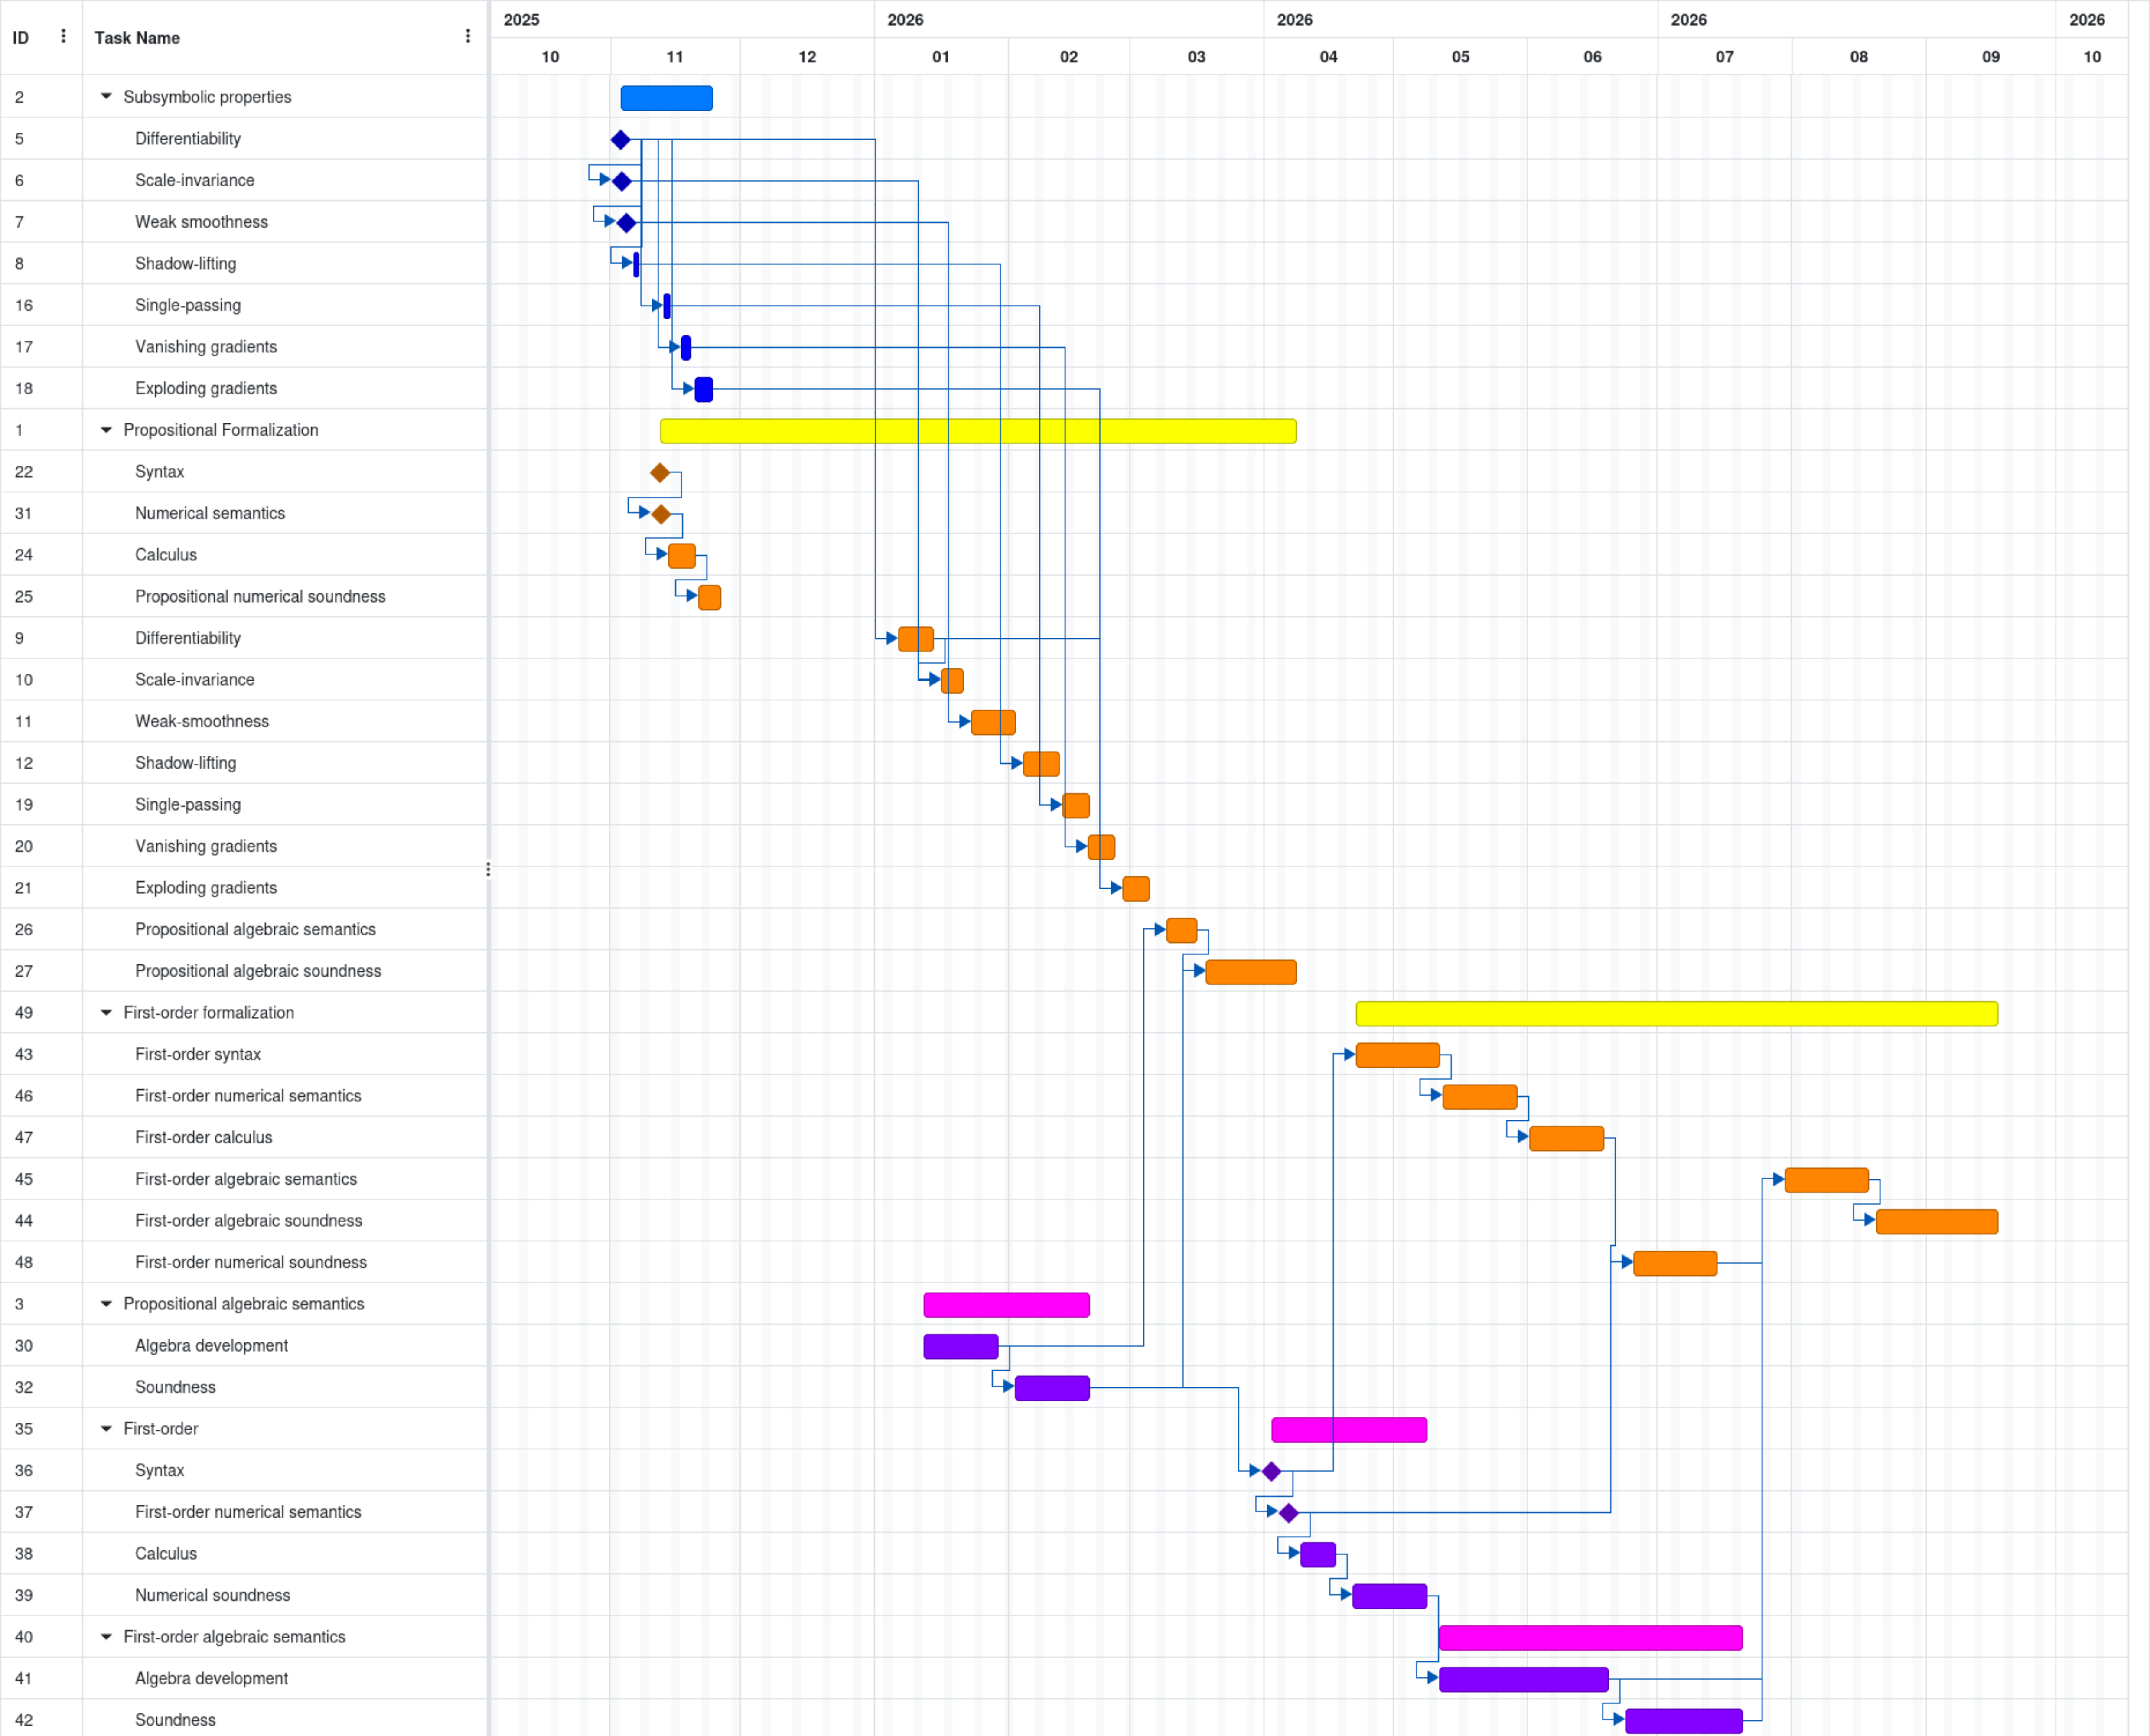 ID Task Name 2025 2026 2026 2026 2026
10 11 12 01 02 03 04 05 06 07 08 09 10
2 Subsymbolic properties
5 Differentiability
6 Scale-invariance
7 Weak smoothness
8 Shadow-lifting
16 Single-passing
17 Vanishing gradients
18 Exploding gradients
1 Propositional Formalization
22 Syntax
31 Numerical semantics
24 Calculus
25 Propositional numerical soundness
9 Differentiability
10 Scale-invariance
11 Weak-smoothness
12 Shadow-lifting
19 Single-passing
20 Vanishing gradients
21 Exploding gradients
26 Propositional algebraic semantics
27 Propositional algebraic soundness
49 First-order formalization
43 First-order syntax
46 First-order numerical semantics
47 First-order calculus
45 First-order algebraic semantics
44 First-order algebraic soundness
48 First-order numerical soundness
3 Propositional algebraic semantics
30 Algebra development
32 Soundness
35 First-order
36 Syntax
37 First-order numerical semantics
38 Calculus
39 Numerical soundness
40 First-order algebraic semantics
41 Algebra development
42 Soundness